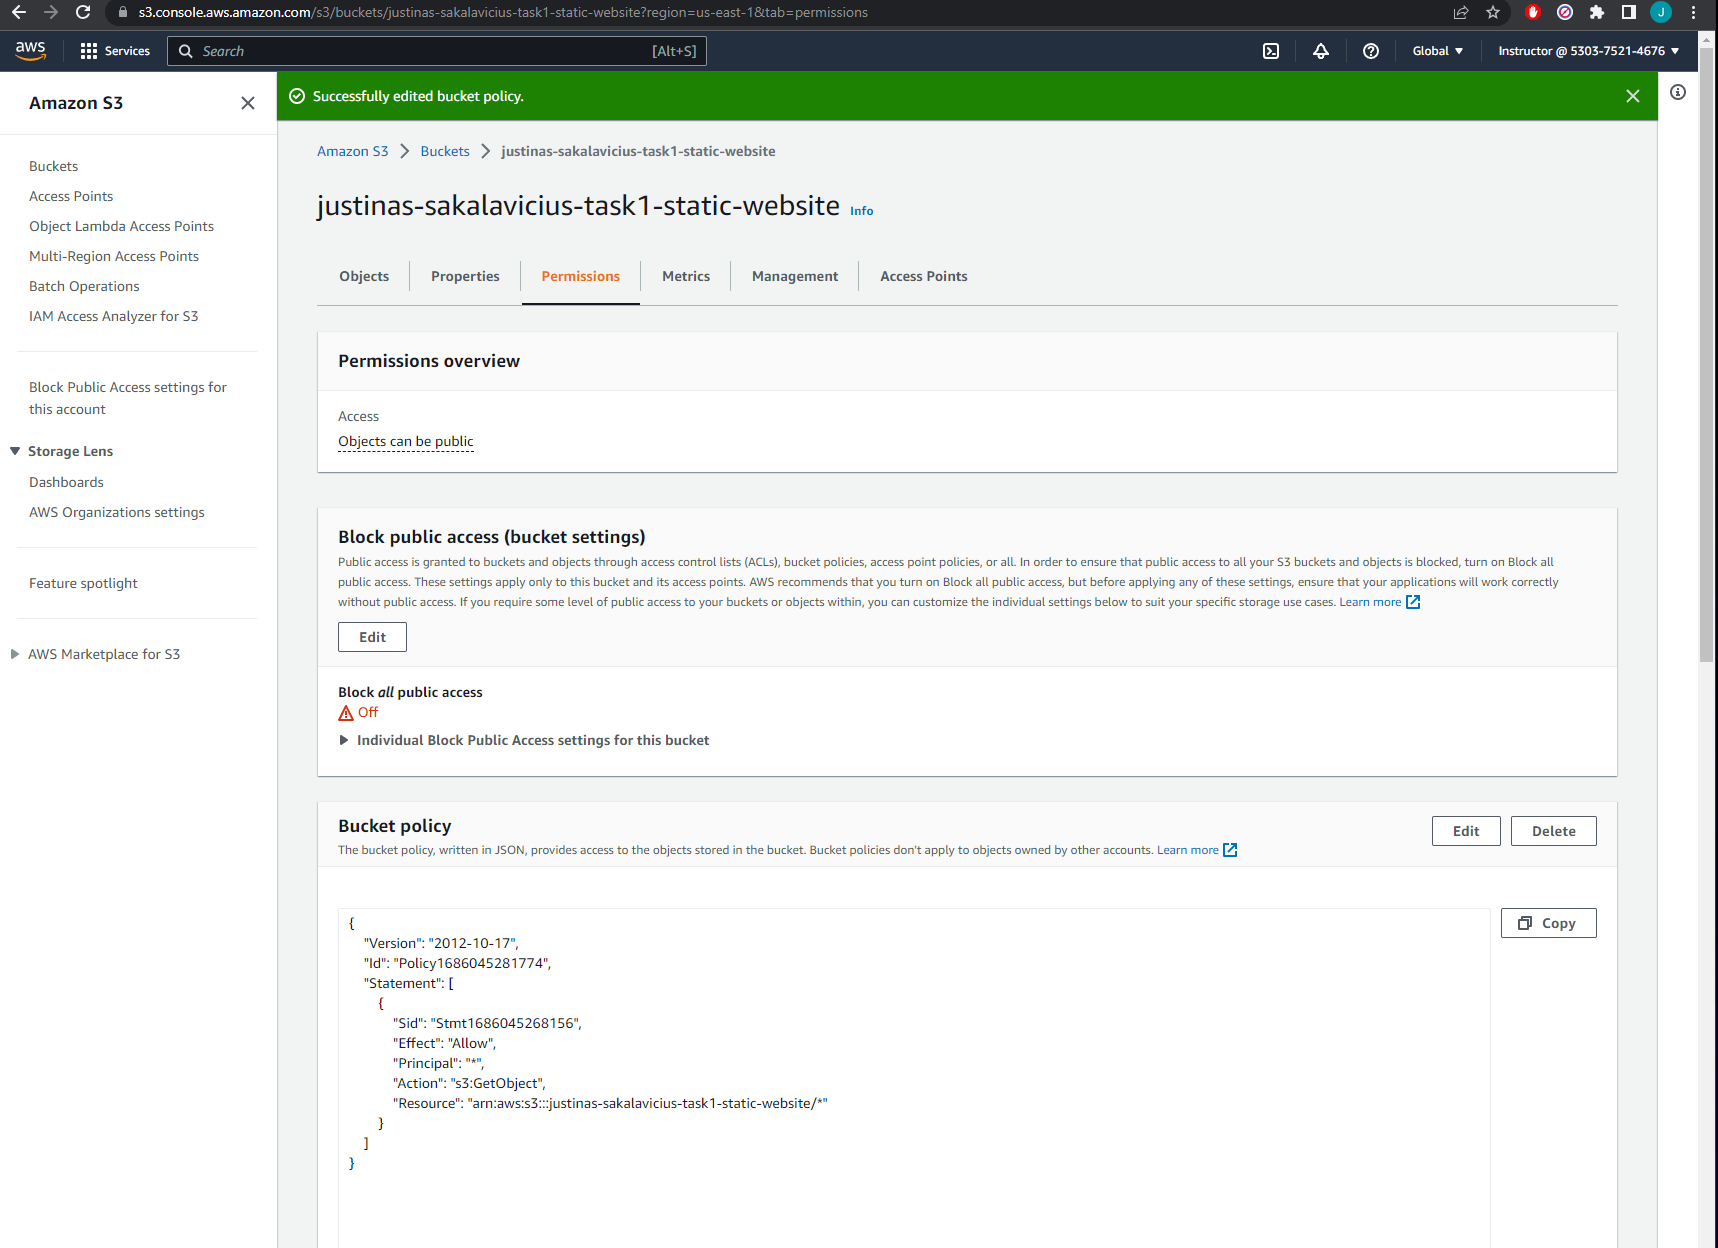 s3.console.aws.amazon.com/s3/buckets/justinas-sakalavicius-task1-static-website?region=us-east-1&tab=permissions
J
aws
Services
Search
[Alt+S]
Global
Instructor @ 5303-7521-4676
Amazon S3
Buckets
Access Points
Object Lambda Access Points
Multi-Region Access Points
Batch Operations
IAM Access Analyzer for S3
Block Public Access settings for
this account
Storage Lens
Dashboards
AWS Organizations settings
Feature spotlight
AWS Marketplace for S3
Successfully edited bucket policy.
Amazon S3 > Buckets > justinas-sakalavicius-task1-static-website
justinas-sakalavicius-task1-static-website Info
Objects
Properties
Permissions
Metrics
Management
Access Points
Permissions overview
Access
Objects can be public
Block public access (bucket settings)
Public access is granted to buckets and objects through access control lists (ACLs), bucket policies, access point policies, or all. In order to ensure that public access to all your S3 buckets and objects is blocked, turn on Block all
public access. These settings apply only to this bucket and its access points. AWS recommends that you turn on Block all public access, but before applying any of these settings, ensure that your applications will work correctly
without public access. If you require some level of public access to your buckets or objects within, you can customize the individual settings below to suit your specific storage use cases. Learn more
Edit
Block all public access
Off
Individual Block Public Access settings for this bucket
Bucket policy
The bucket policy, written in JSON, provides access to the objects stored in the bucket. Bucket policies don't apply to objects owned by other accounts. Learn more
Edit
Delete
Copy
{
"Version": "2012-10-17",
"Id": "Policy1686045281774",
"Statement": [
{
"Sid": "Stmt1686045268156",
"Effect": "Allow",
"Principal": "*",
"Action": "s3:GetObject",
"Resource": "arn:aws:s3:::justinas-sakalavicius-task1-static-website/*"
}
]
}